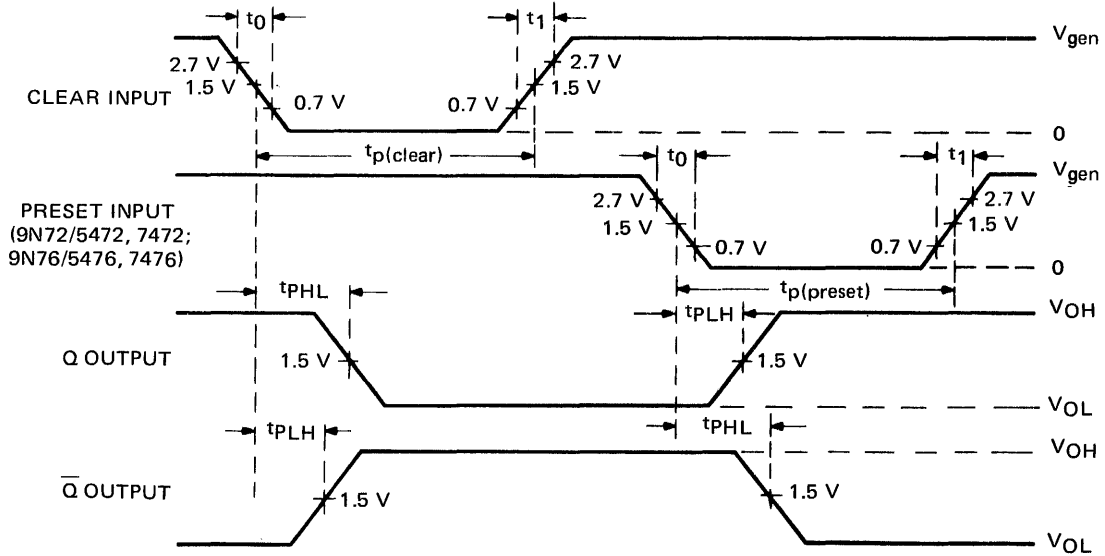 t0
t1
Vgen
2.7 V
2.7 V
1.5 V
1.5 V
CLEAR INPUT
0.7 V
0.7 V
0
tp(clear)
t0
t1
Vgen
PRESET INPUT
(9N72/5472, 7472;
9N76/5476, 7476)
2.7 V
2.7 V
1.5 V
1.5 V
0.7 V
0.7 V
0
tPHL
tp(preset)
tPLH
VOH
Q OUTPUT
1.5 V
1.5 V
VOL
tPLH
tPHL
VOH
Q̅ OUTPUT
1.5 V
1.5 V
VOL